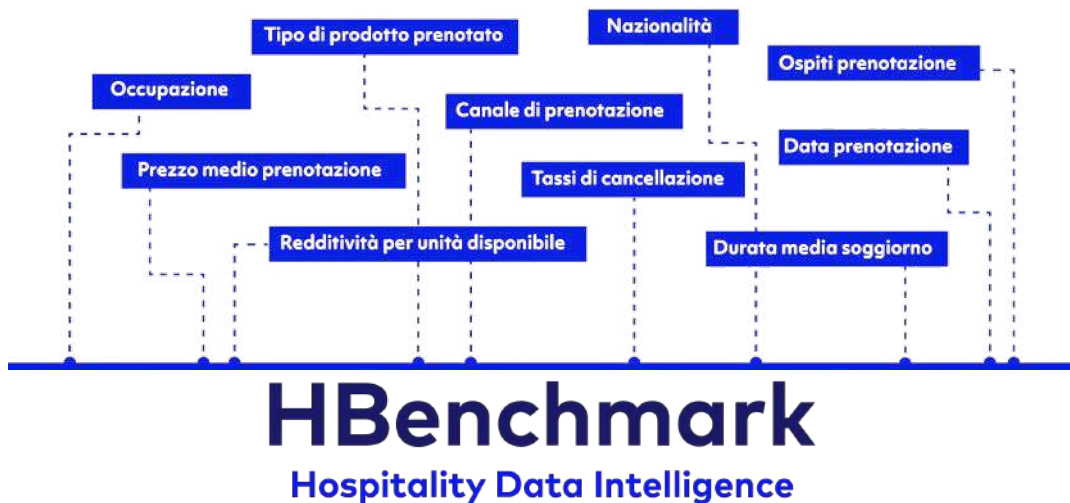 Tipo di prodotto prenotato
Nazionalità
Ospiti prenotazione
Occupazione
Canale di prenotazione
Data prenotazione
Prezzo medio prenotazione
Tassi di cancellazione
Redditività per unità disponibile
Durata media soggiorno
HBenchmark
Hospitality Data Intelligence